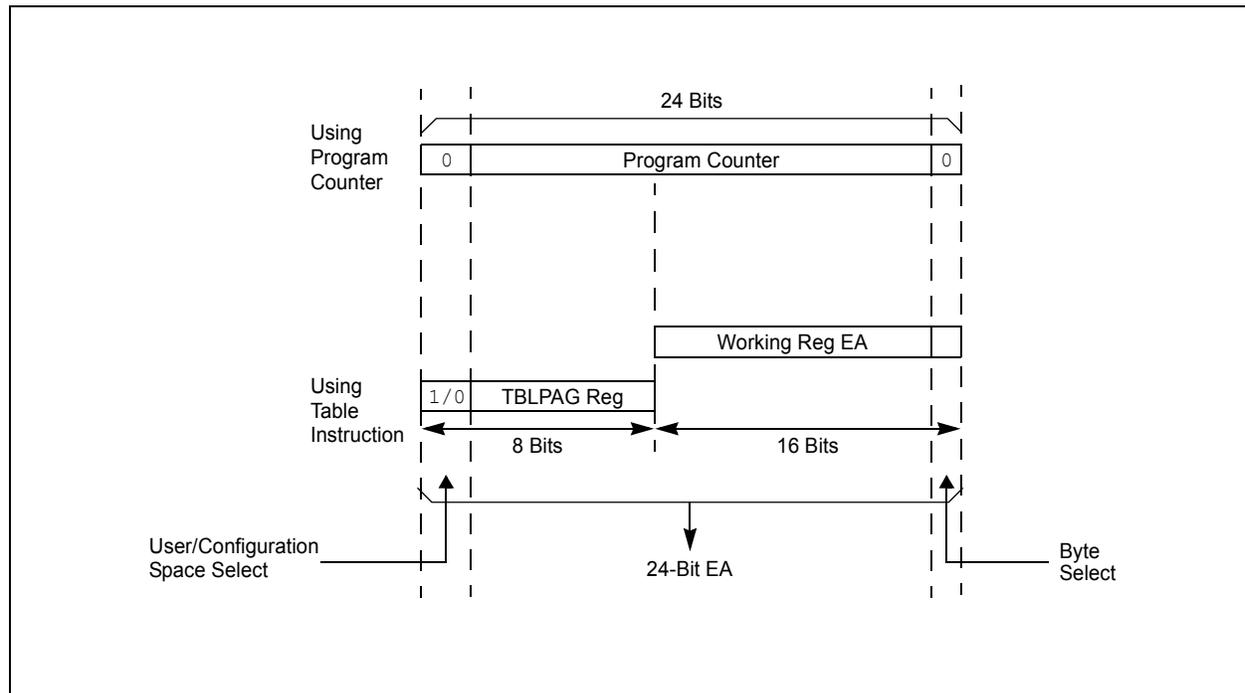 24 Bits
Using
Program
Counter
0
Program Counter
0
Working Reg EA
Using
Table
Instruction
1/0
TBLPAG Reg
8 Bits
16 Bits
User/Configuration
Space Select
24-Bit EA
Byte
Select